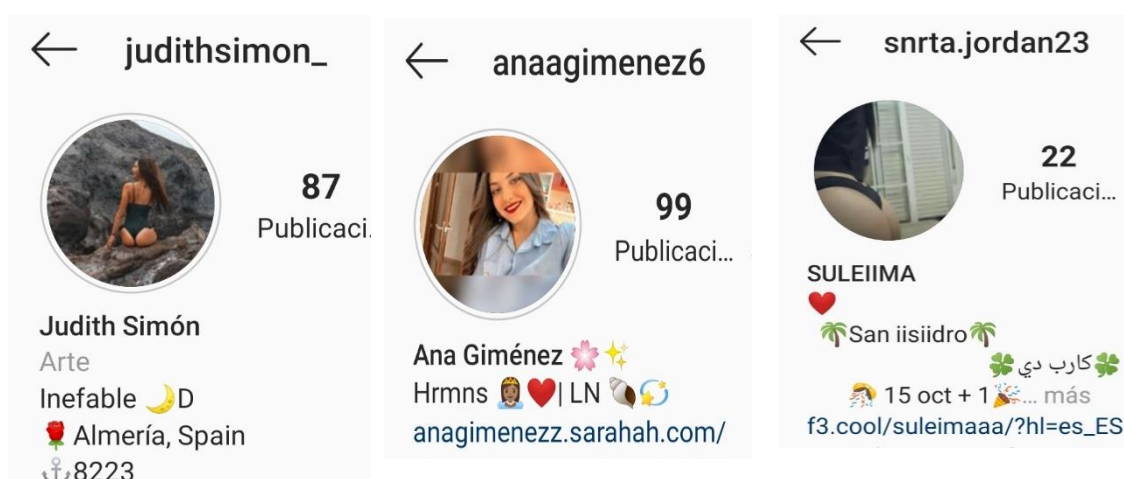 judithsimon_
87
Publicaci.
Judith Simón
Arte
Inefable 🌙D
🌹Almería, Spain
⚓8223
anaagimenez6
99
Publicaci...
Ana Giménez 🌸✨
Hrmns 👸🏾❤️| LN 🐚💫
anagimenezz.sarahah.com/
snrta.jordan23
22
Publicaci...
SULEIIMA
❤️
🌴San iisiidro🌴
🍀كارب دي🍀
🎊 15 oct + 1🎉... más
f3.cool/suleimaaa/?hl=es_ES